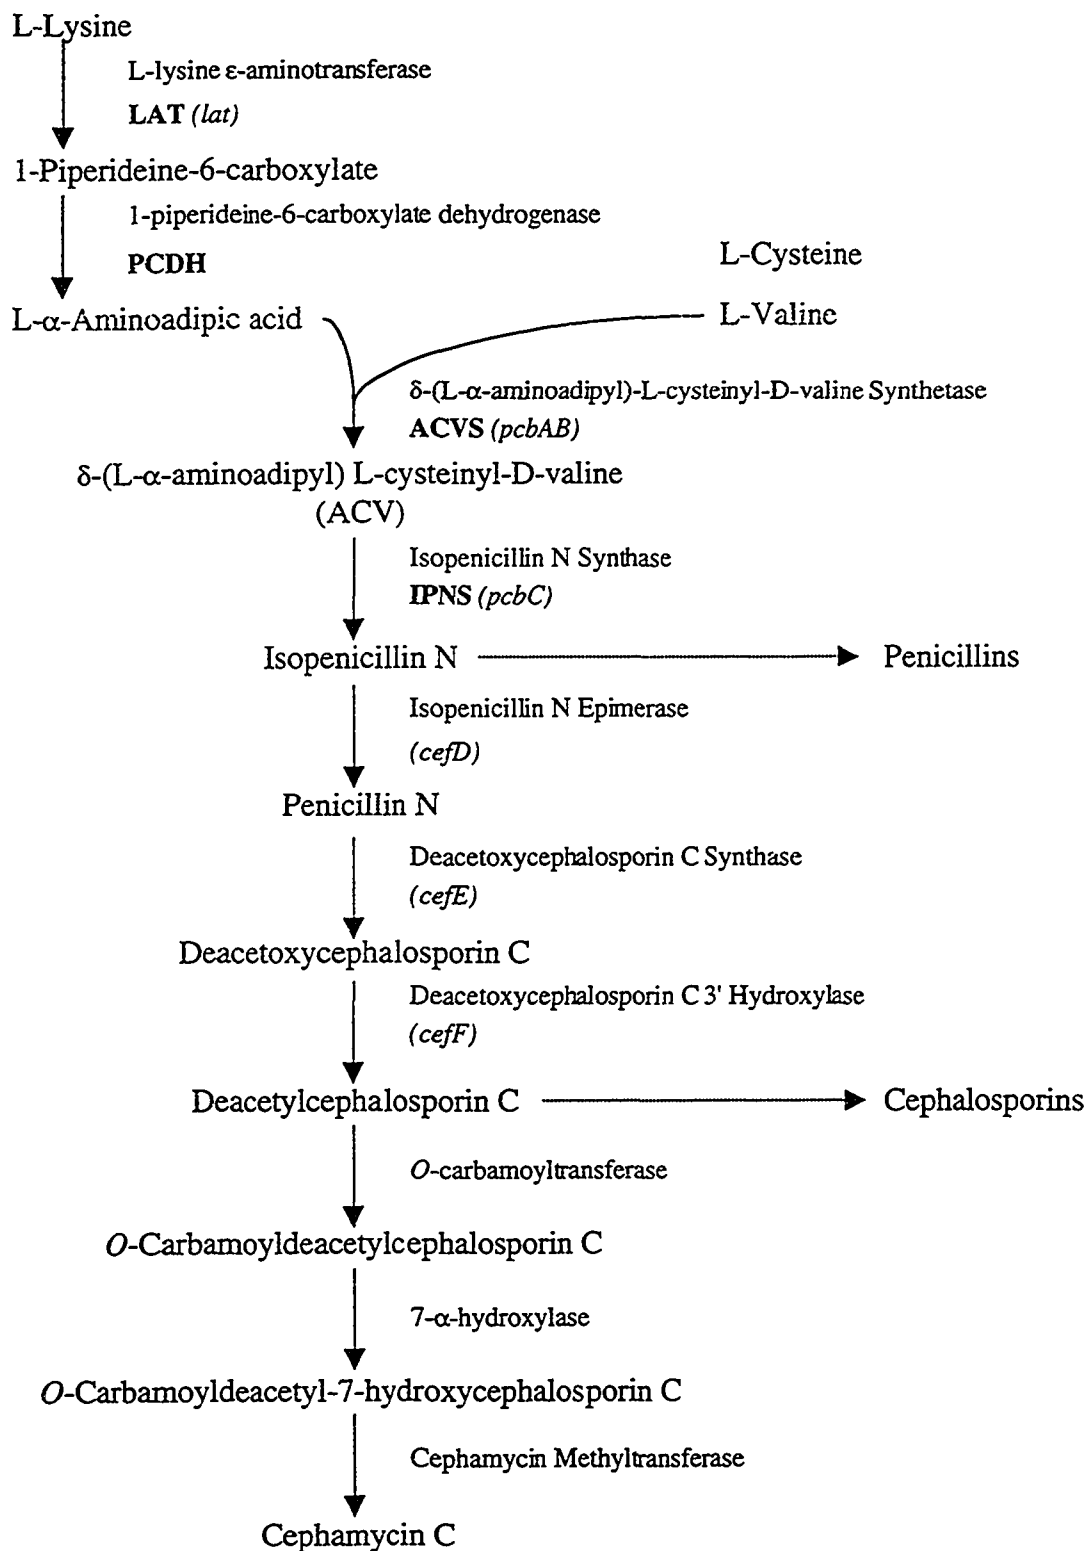 L-Lysine
L-lysine ε-aminotransferase
LAT (lat)
1-Piperideine-6-carboxylate
1-piperideine-6-carboxylate dehydrogenase
PCDH
L-Cysteine
L-α-Aminoadipic acid
L-Valine
δ-(L-α-aminoadipyl)-L-cysteinyl-D-valine Synthetase
ACVS (pcbAB)
δ-(L-α-aminoadipyl) L-cysteinyl-D-valine
(ACV)
Isopenicillin N Synthase
IPNS (pcbC)
Isopenicillin N
Penicillins
Isopenicillin N Epimerase
(cefD)
Penicillin N
Deacetoxycephalosporin C Synthase
(cefE)
Deacetoxycephalosporin C
Deacetoxycephalosporin C 3' Hydroxylase
(cefF)
Deacetylcephalosporin C
Cephalosporins
O-carbamoyltransferase
O-Carbamoyldeacetylcephalosporin C
7-α-hydroxylase
O-Carbamoyldeacetyl-7-hydroxycephalosporin C
Cephamycin Methyltransferase
Cephamycin C